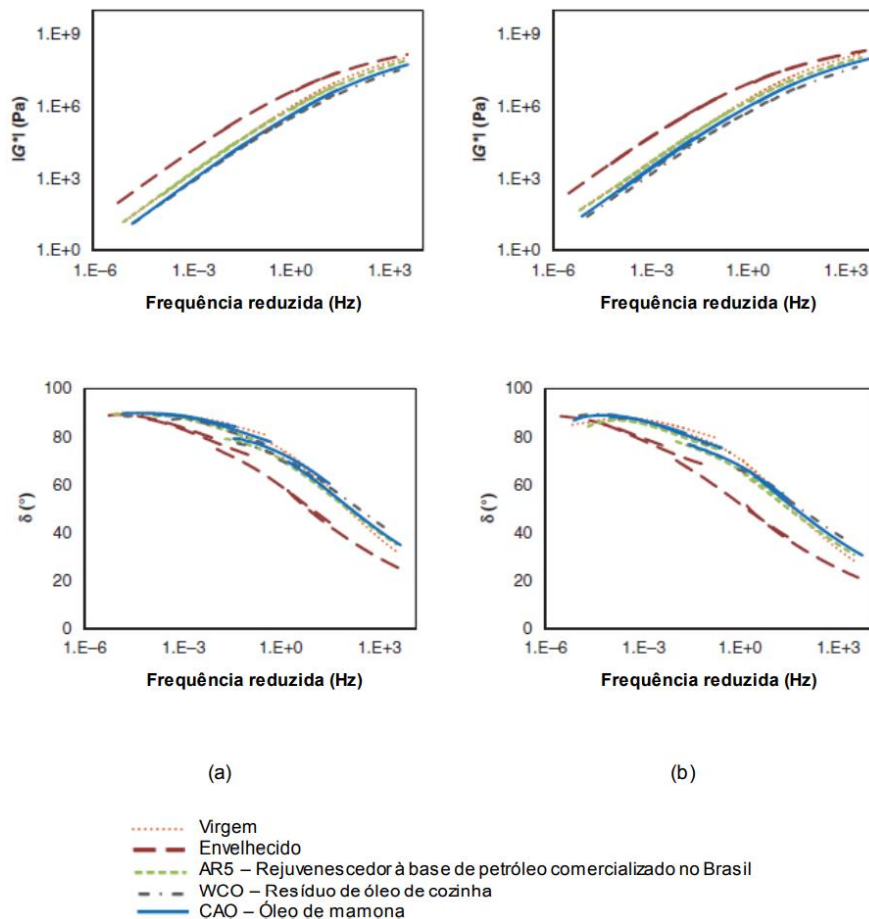 1.E+9
1.E+6
1.E+3
1.E+0
|G*| (Pa)
1.E–6 1.E–3 1.E+0 1.E+3
Frequência reduzida (Hz)
1.E+9
1.E+6
1.E+3
1.E+0
|G*| (Pa)
1.E–6 1.E–3 1.E+0 1.E+3
Frequência reduzida (Hz)
100
80
60
40
20
0
δ (°)
1.E–6 1.E–3 1.E+0 1.E+3
Frequência reduzida (Hz)
100
80
60
40
20
0
δ (°)
1.E–6 1.E–3 1.E+0 1.E+3
Frequência reduzida (Hz)
(a) (b)
Virgem
Envelhecido
AR5 – Rejuvenescedor à base de petróleo comercializado no Brasil
WCO – Resíduo de óleo de cozinha
CAO – Óleo de mamona